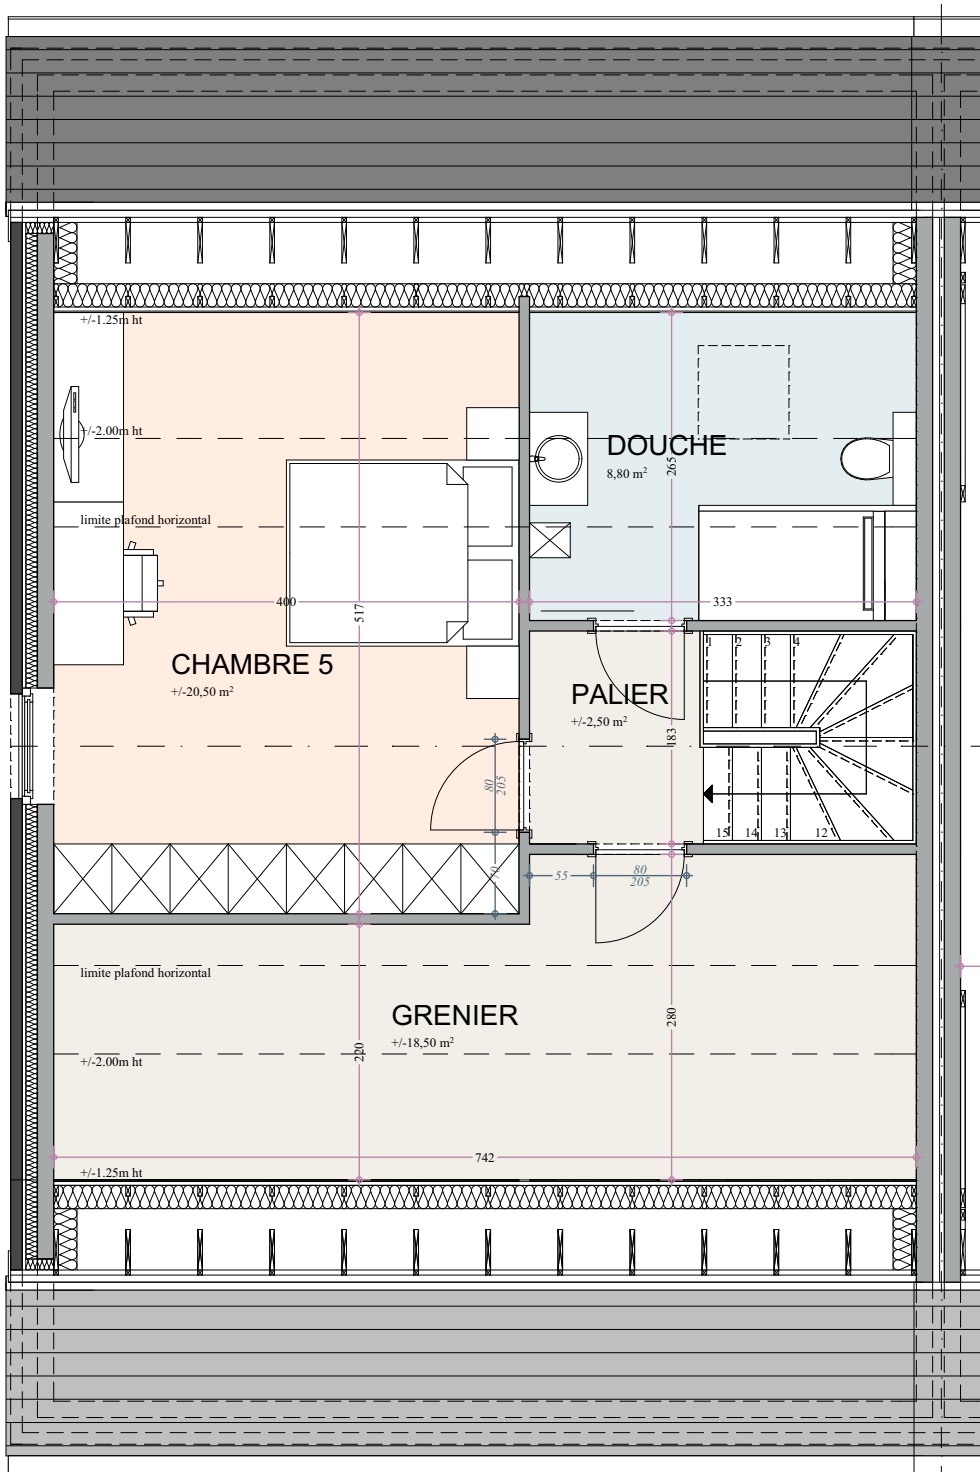 +/-1.25m ht
+/-2.00m ht
DOUCHE
8,80 m²
265
limite plafond horizontal
400
517
333
1 2 3 4
CHAMBRE 5
+/-20,50 m²
PALIER
+/-2,50 m²
183
80
205
15 14 13 12
70
55
80
205
limite plafond horizontal
GRENIER
+/-18,50 m²
280
220
+/-2.00m ht
742
+/-1.25m ht